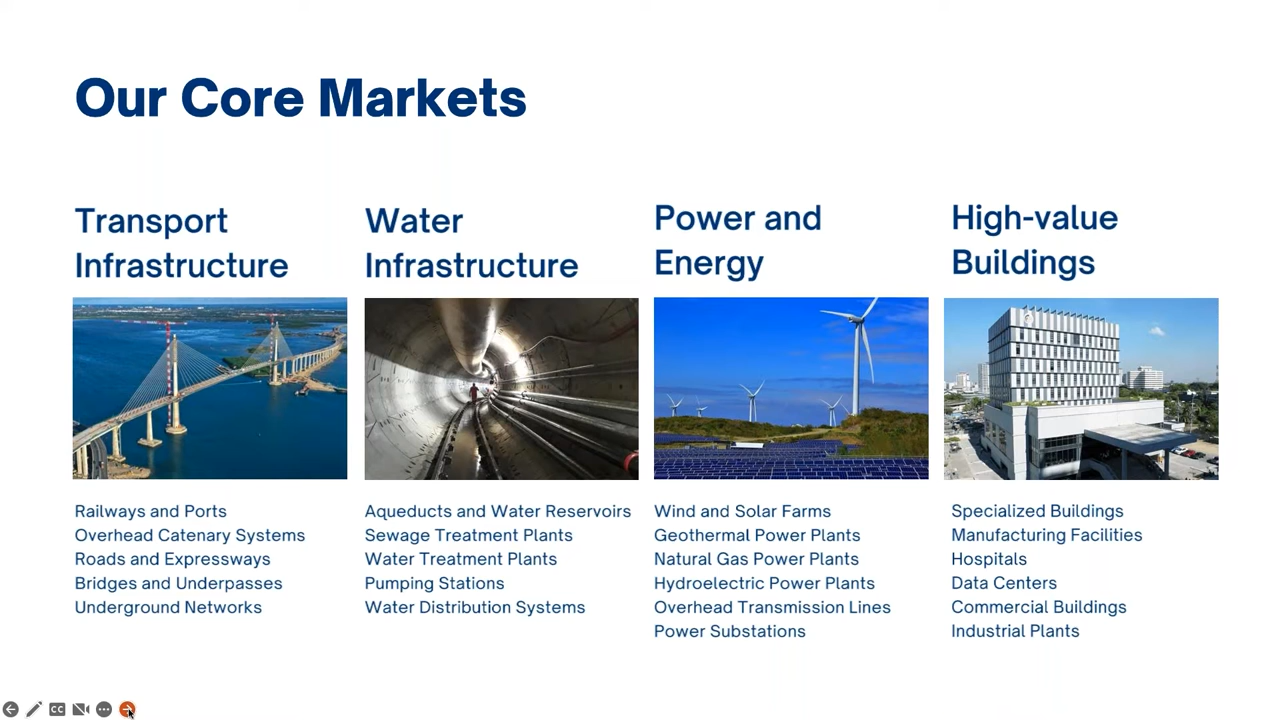 Our Core Markets
Transport
Infrastructure
Railways and Ports
Overhead Catenary Systems
Roads and Expressways
Bridges and Underpasses
Underground Networks
Water
Infrastructure
Aqueducts and Water Reservoirs
Sewage Treatment Plants
Water Treatment Plants
Pumping Stations
Water Distribution Systems
Power and
Energy
Wind and Solar Farms
Geothermal Power Plants
Natural Gas Power Plants
Hydroelectric Power Plants
Overhead Transmission Lines
Power Substations
High-value
Buildings
Specialized Buildings
Manufacturing Facilities
Hospitals
Data Centers
Commercial Buildings
Industrial Plants
CC